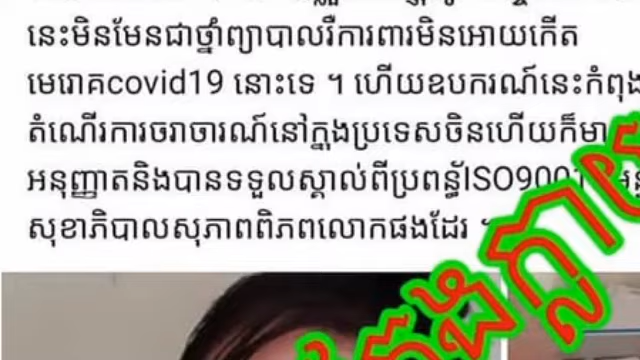 នេះមិនមែនជាថ្នាំព្យាបាលរឺការពារមិនអោយកើត
មេរោគcovid19 នោះទេ ។ ហើយឧបករណ៍នេះកំពុង
តំណើរការចរាចារណ៍នៅក្នុងប្រទេសចិនហើយក៏មា
អនុញ្ញាតនិងបានទទួលស្គាល់ពីប្រពន្ធ័ISO9001
សុខាភិបាលសុភាពពិភពលោកផងដែរ ។